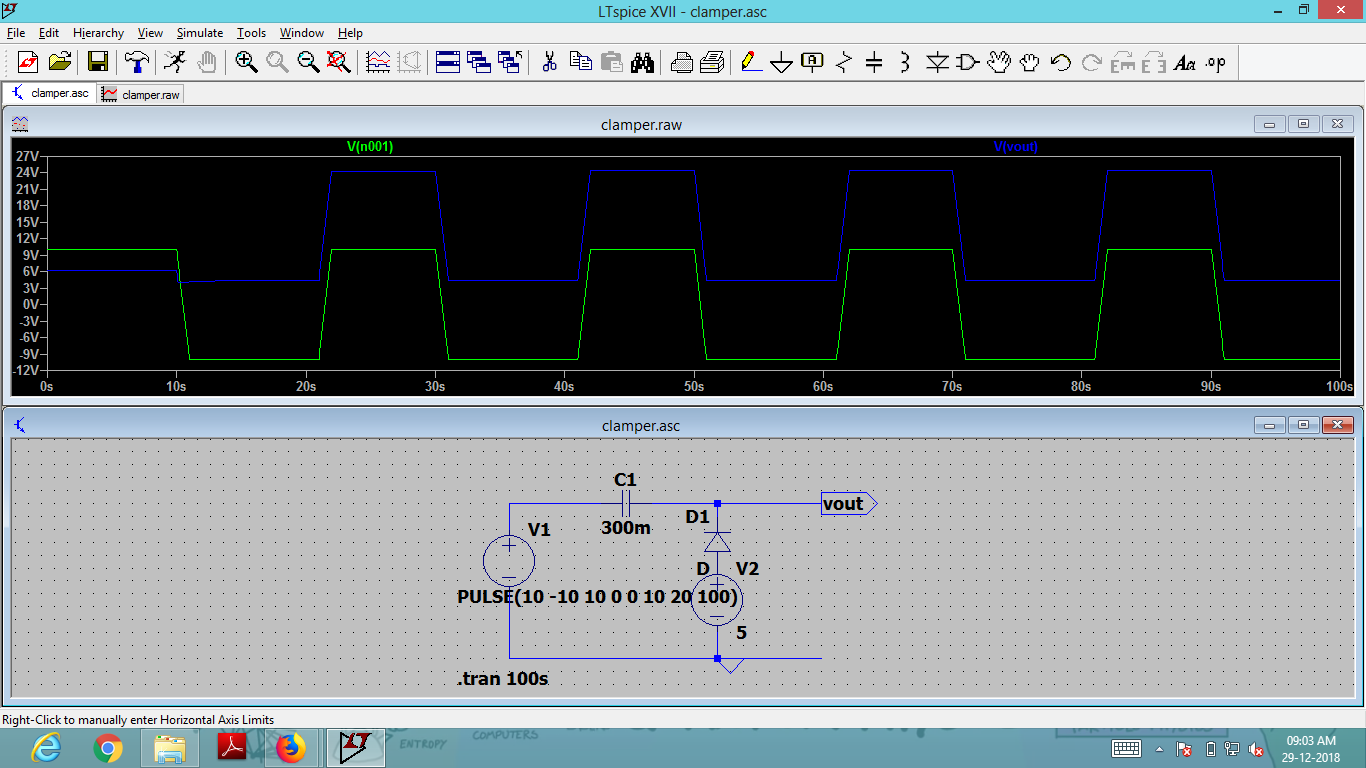 LTspice XVII - clamper.asc
File Edit Hierarchy View Simulate Tools Window Help
clamper.asc clamper.raw
clamper.raw
V(n001) V(vout)
27V
24V
21V
18V
15V
12V
9V
6V
3V
0V
-3V
-6V
-9V
-12V
0s 10s 20s 30s 40s 50s 60s 70s 80s 90s 100s
clamper.asc
C1
300m
vout
D1
V1
D V2
PULSE(10 -10 10 0 0 10 20 100)
5
.tran 100s
Right-Click to manually enter Horizontal Axis Limits
ENTROPY COMPUTERS
09:03 AM
29-12-2018